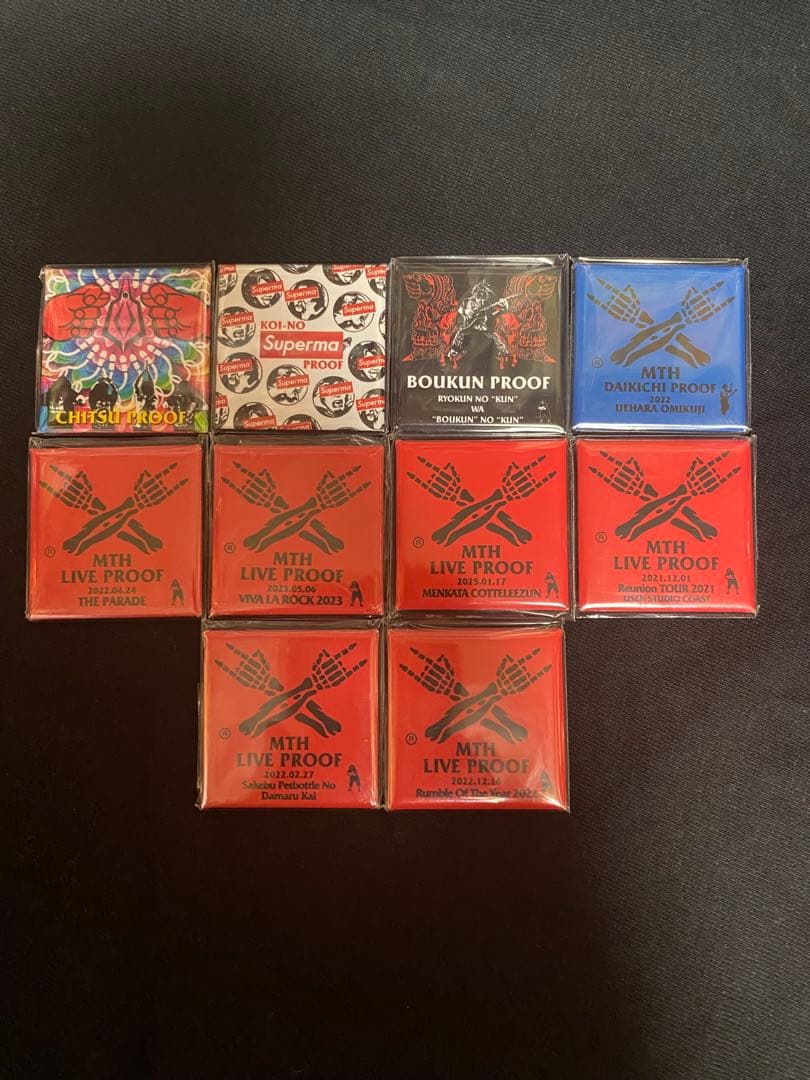 CHITSU PROOF
KOI-NO
Superma
PROOF
BOUKUN PROOF
RYOKUN NO "KUN"
WA
"BOUKUN" NO "KUN"
®
MTH
DAIKICHI PROOF
2022
UEHARA OMIKUJI
®
MTH
LIVE PROOF
2022.04.24
THE PARADE
®
MTH
LIVE PROOF
2023.05.06
VIVA LA ROCK 2023
®
MTH
LIVE PROOF
2025.01.17
MENKATA COTTELEEZUN
®
MTH
LIVE PROOF
2021.12.01
Reunion TOUR 2021
USEN STUDIO COAST
®
MTH
LIVE PROOF
2022.02.27
Sakebu Petbottle No
Damaru Kai
®
MTH
LIVE PROOF
2022.12.16
Rumble Of The Year 2022